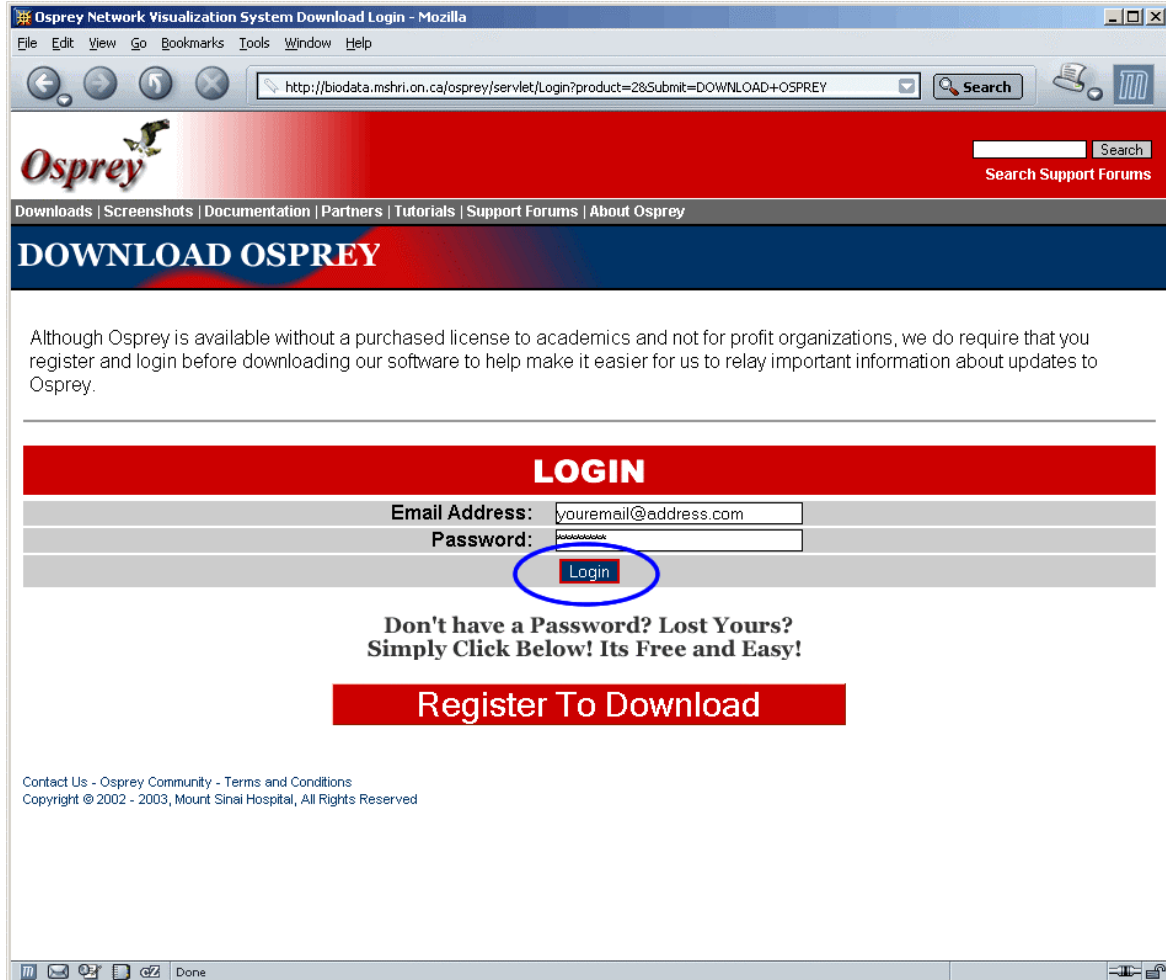 Osprey Network Visualization System Download Login - Mozilla
File Edit View Go Bookmarks Tools Window Help
http://biodata.mshri.on.ca/osprey/servlet/Login?product=2&Submit=DOWNLOAD+OSPREY
Search
Osprey
Search
Search Support Forums
Downloads | Screenshots | Documentation | Partners | Tutorials | Support Forums | About Osprey
DOWNLOAD OSPREY
Although Osprey is available without a purchased license to academics and not for profit organizations, we do require that you
register and login before downloading our software to help make it easier for us to relay important information about updates to
Osprey.
LOGIN
Email Address: youremail@address.com
Password: *********
Login
Don't have a Password? Lost Yours?
Simply Click Below! Its Free and Easy!
Register To Download
Contact Us - Osprey Community - Terms and Conditions
Copyright © 2002 - 2003, Mount Sinai Hospital, All Rights Reserved
Done